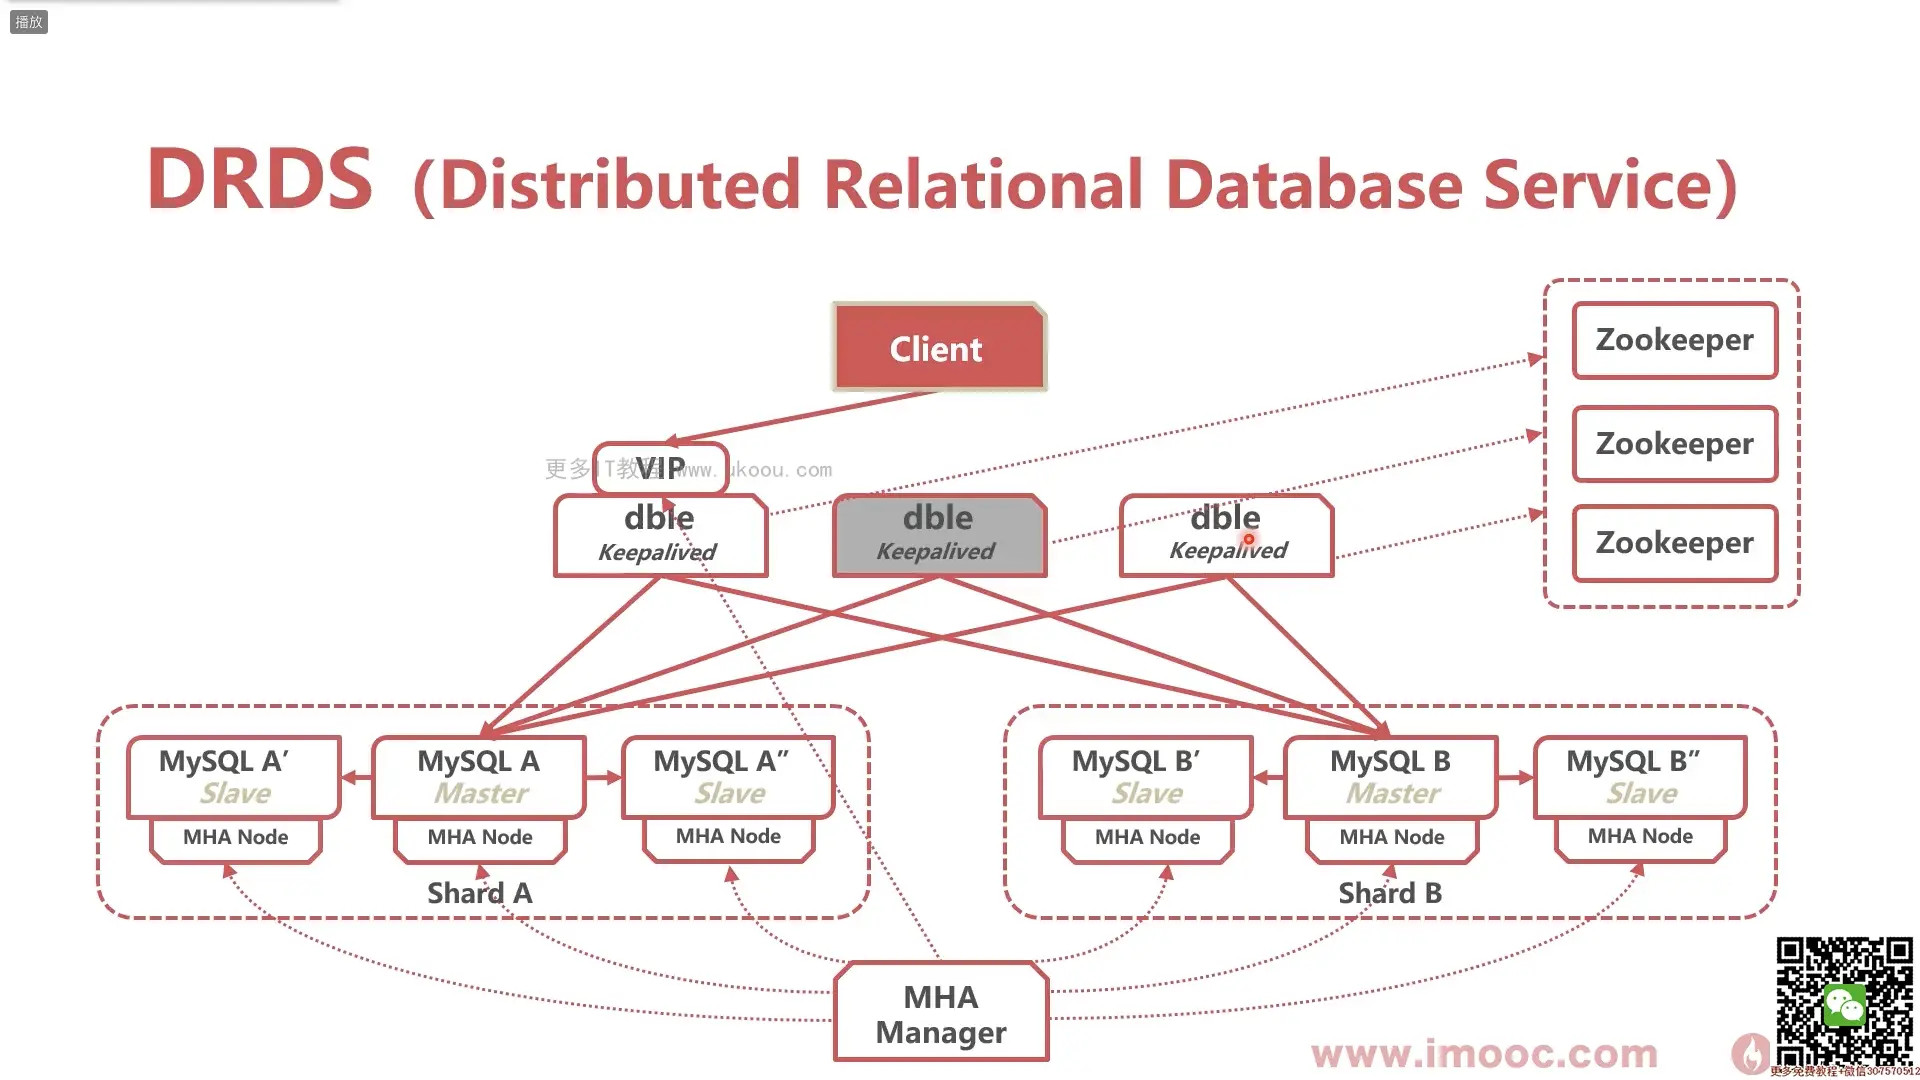 播放
DRDS（Distributed Relational Database Service）
Client
VIP
更多IT教程 www.ukoou.com
dble
Keepalived
dble
Keepalived
dble
Keepalived
Zookeeper
Zookeeper
Zookeeper
MySQL A’
Slave
MHA Node
MySQL A
Master
MHA Node
MySQL A”
Slave
MHA Node
Shard A
MySQL B’
Slave
MHA Node
MySQL B
Master
MHA Node
MySQL B”
Slave
MHA Node
Shard B
MHA
Manager
www.imooc.com
更多免费教程+微信307570512